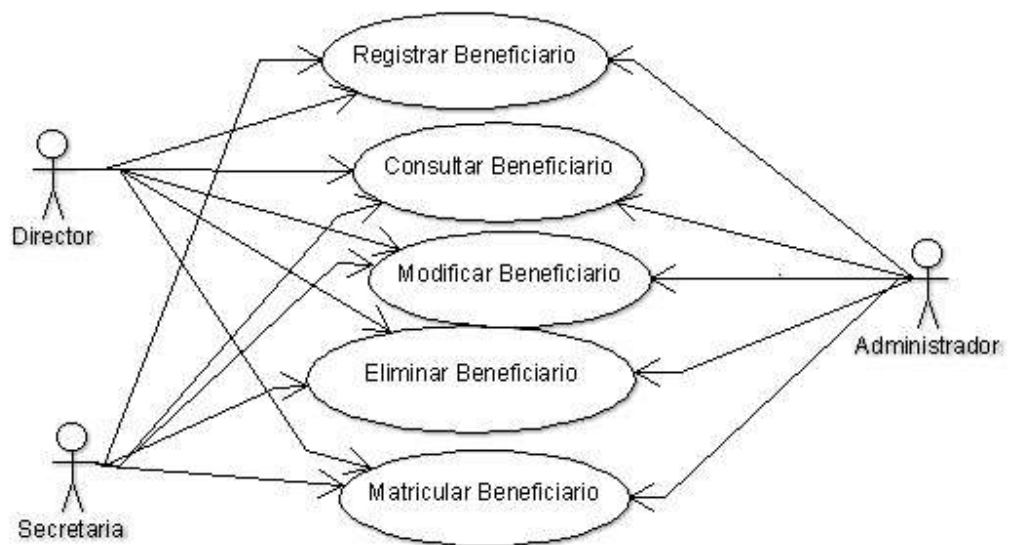 Registrar Beneficiario
Consultar Beneficiario
Director
Modificar Beneficiario
Administrador
Eliminar Beneficiario
Matricular Beneficiario
Secretaria